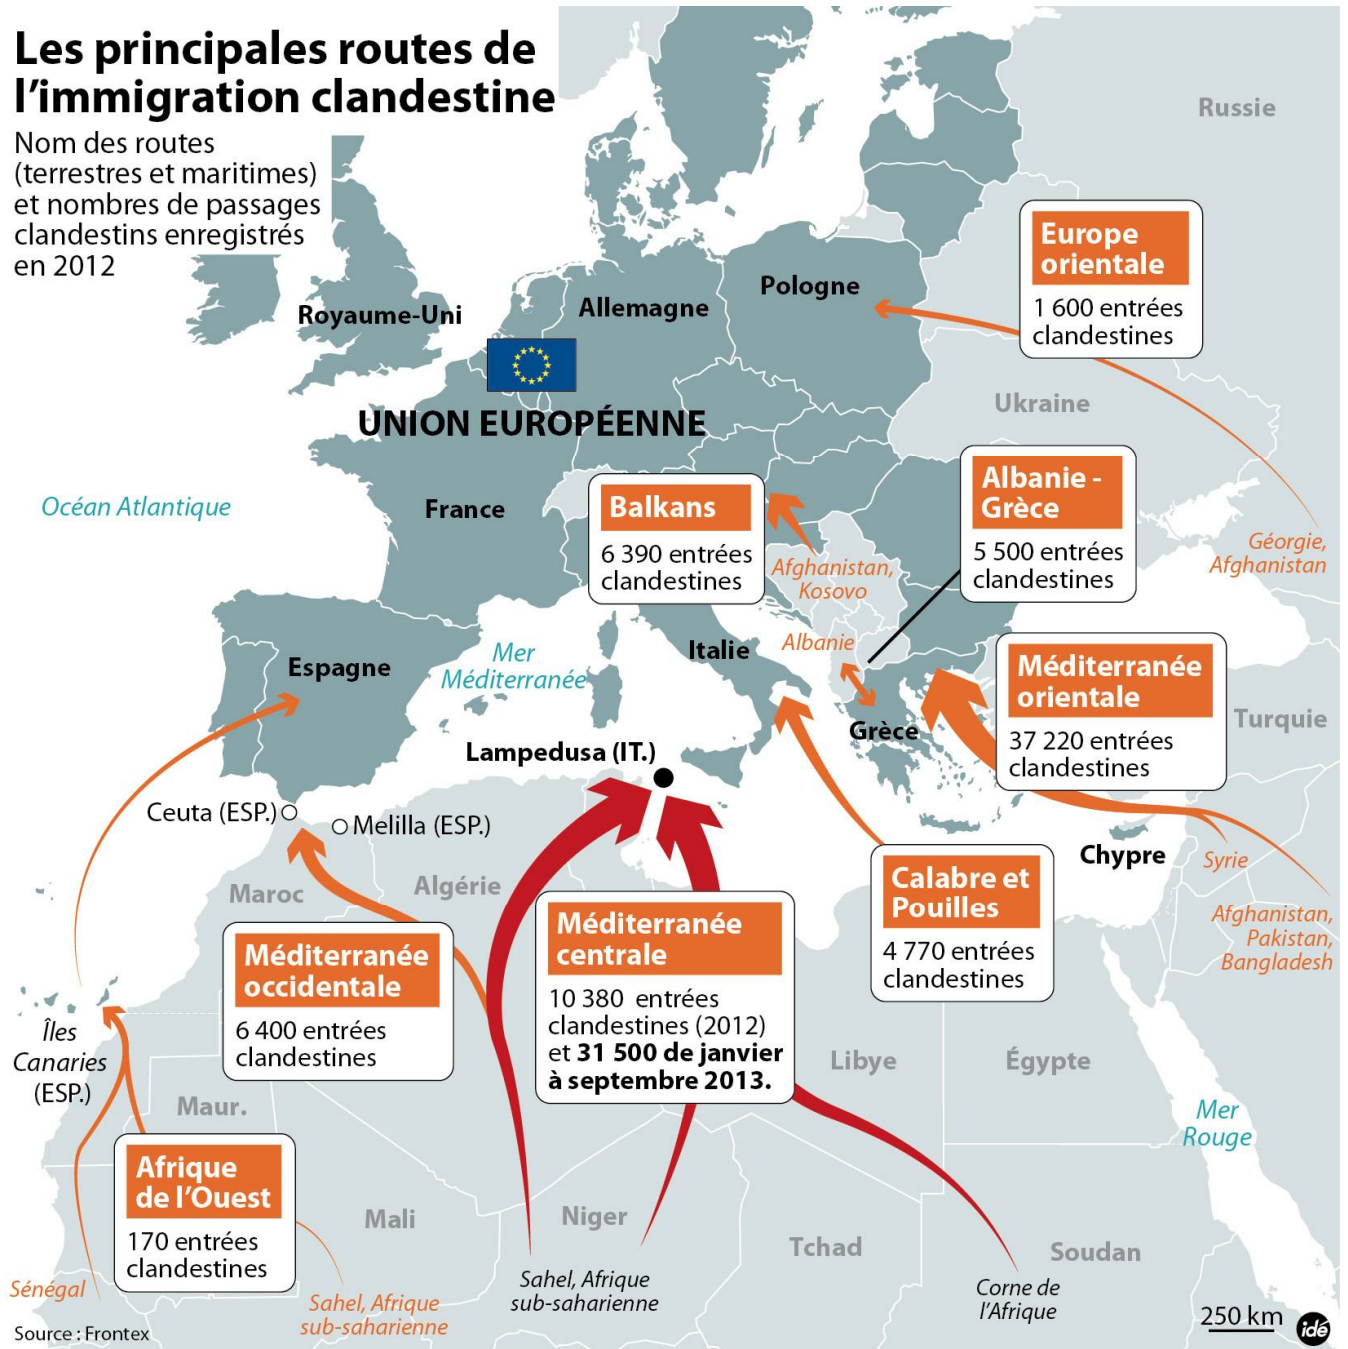 Les principales routes de
l’immigration clandestine
Nom des routes
(terrestres et maritimes)
et nombres de passages
clandestins enregistrés
en 2012
Russie
Europe
orientale
1 600 entrées
clandestines
Pologne
Allemagne
Royaume-Uni
UNION EUROPÉENNE
Ukraine
Océan Atlantique
France
Balkans
6 390 entrées
clandestines
Afghanistan,
Kosovo
Albanie -
Grèce
5 500 entrées
clandestines
Géorgie,
Afghanistan
Espagne
Mer
Méditerranée
Italie
Albanie
Grèce
Méditerranée
orientale
37 220 entrées
clandestines
Turquie
Lampedusa (IT.)
Ceuta (ESP.)
Melilla (ESP.)
Chypre
Syrie
Maroc
Algérie
Calabre et
Pouilles
4 770 entrées
clandestines
Afghanistan,
Pakistan,
Bangladesh
Méditerranée
occidentale
6 400 entrées
clandestines
Méditerranée
centrale
10 380 entrées
clandestines (2012)
et 31 500 de janvier
à septembre 2013.
Îles
Canaries
(ESP.)
Libye
Égypte
Maur.
Mer
Rouge
Afrique
de l’Ouest
170 entrées
clandestines
Mali
Niger
Tchad
Soudan
Sénégal
Sahel, Afrique
sub-saharienne
Sahel, Afrique
sub-saharienne
Corne de
l’Afrique
250 km
Source : Frontex
idé